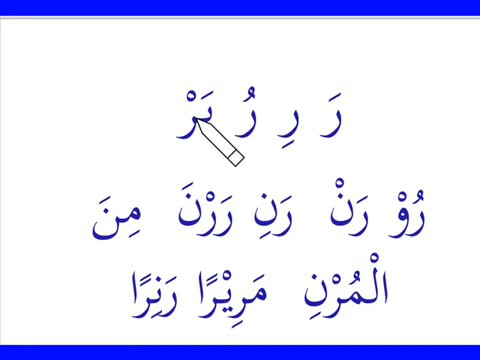 رَ رِ رُ
رُوْ رَنْ رَنِ رَرْنَ مِنَ
الْمُرْنِ مَرِيْرًا رَنِرًا